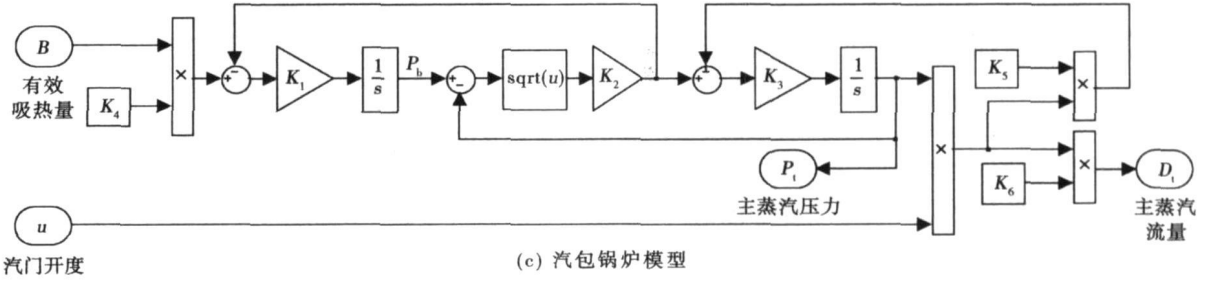 B
有效
吸热量
K4
×
+
−
K1
1
s
Pb
+
−
sqrt(u)
K2
+
K3
1
s
Pt
主蒸汽压力
×
K5
×
K6
×
Dt
主蒸汽
流量
u
汽门开度
(c) 汽包锅炉模型